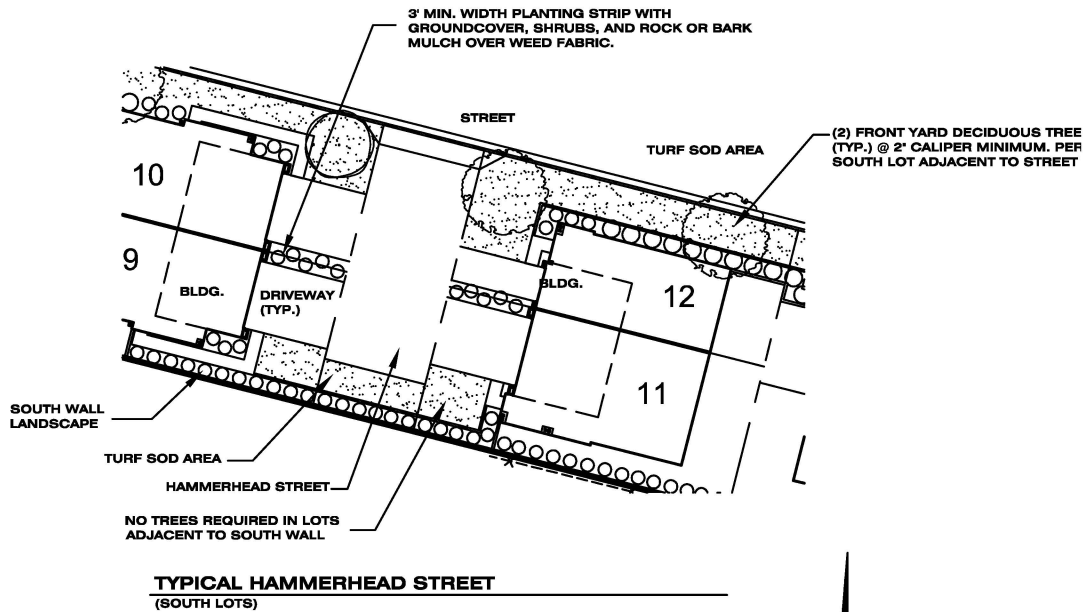 3' MIN. WIDTH PLANTING STRIP WITH
GROUNDCOVER, SHRUBS, AND ROCK OR BARK
MULCH OVER WEED FABRIC.
STREET
TURF SOD AREA
(2) FRONT YARD DECIDUOUS TREE
(TYP.) @ 2" CALIPER MINIMUM. PER
SOUTH LOT ADJACENT TO STREET
10
9
BLDG.
DRIVEWAY
(TYP.)
BLDG.
12
11
SOUTH WALL
LANDSCAPE
TURF SOD AREA
HAMMERHEAD STREET
NO TREES REQUIRED IN LOTS
ADJACENT TO SOUTH WALL
TYPICAL HAMMERHEAD STREET
(SOUTH LOTS)